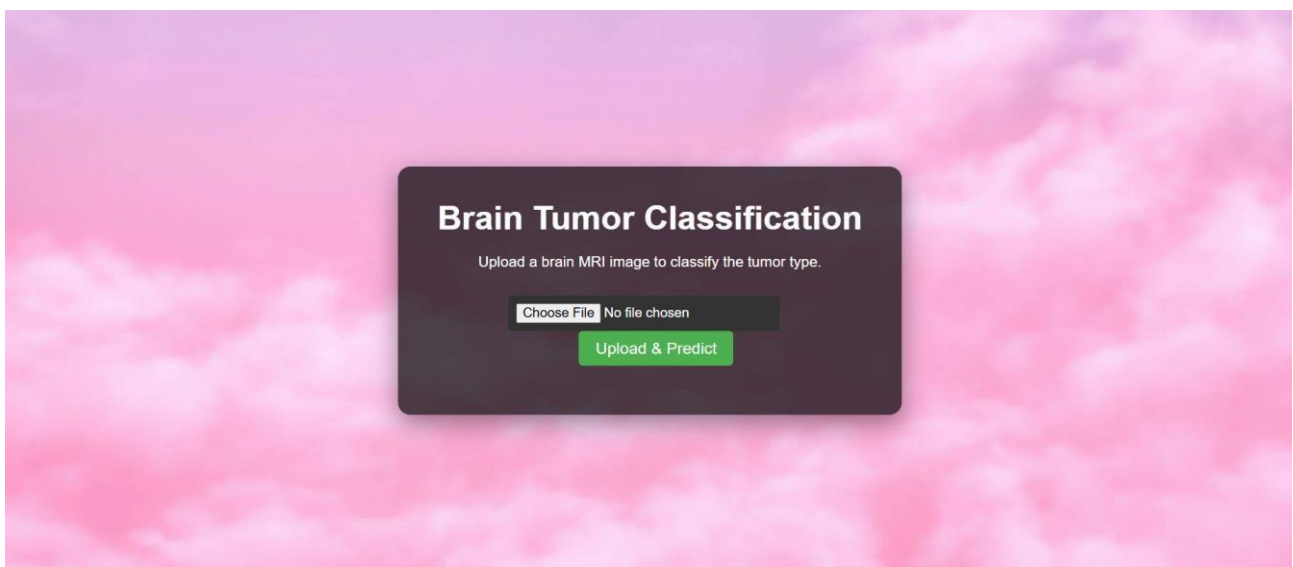 Brain Tumor Classification
Upload a brain MRI image to classify the tumor type.
Choose File No file chosen
Upload & Predict